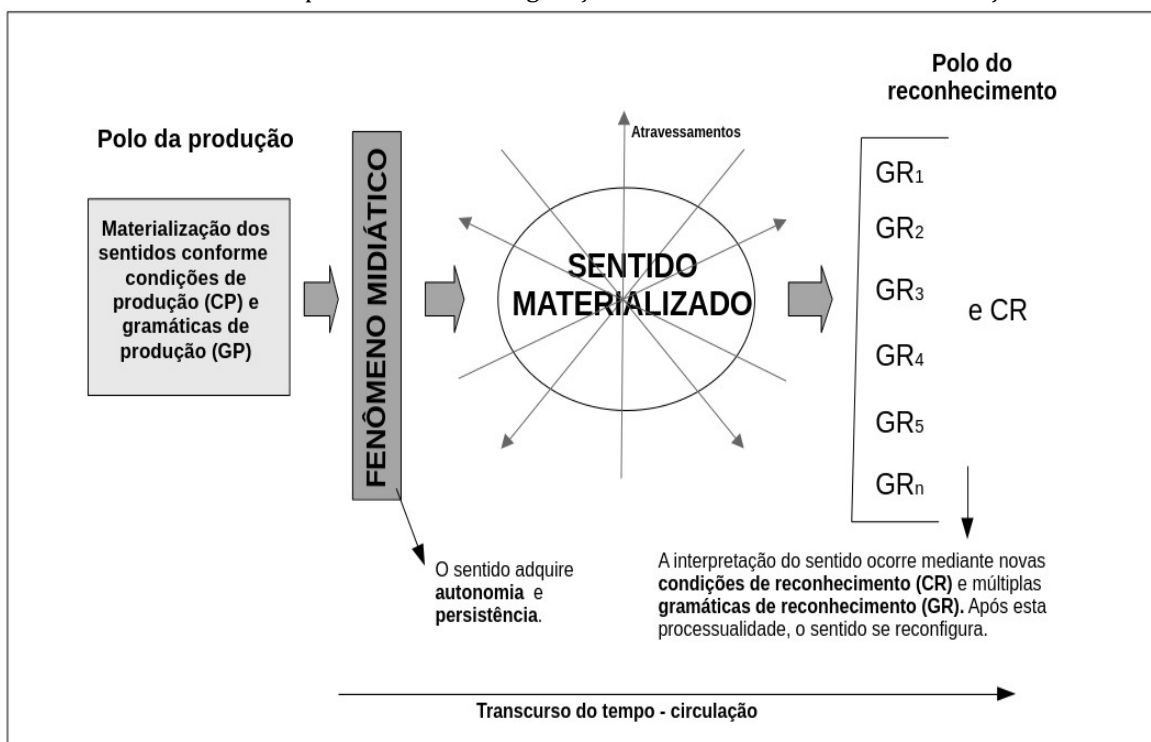 Polo da produção
Materialização dos
sentidos conforme
condições de
produção (CP) e
gramáticas de
produção (GP)
FENÔMENO MIDIÁTICO
O sentido adquire
autonomia e
persistência.
Atravessamentos
SENTIDO
MATERIALIZADO
Polo do
reconhecimento
GR1
GR2
GR3
GR4
GR5
GRn
e CR
A interpretação do sentido ocorre mediante novas
condições de reconhecimento (CR) e múltiplas
gramáticas de reconhecimento (GR). Após esta
processualidade, o sentido se reconfigura.
Transcurso do tempo - circulação